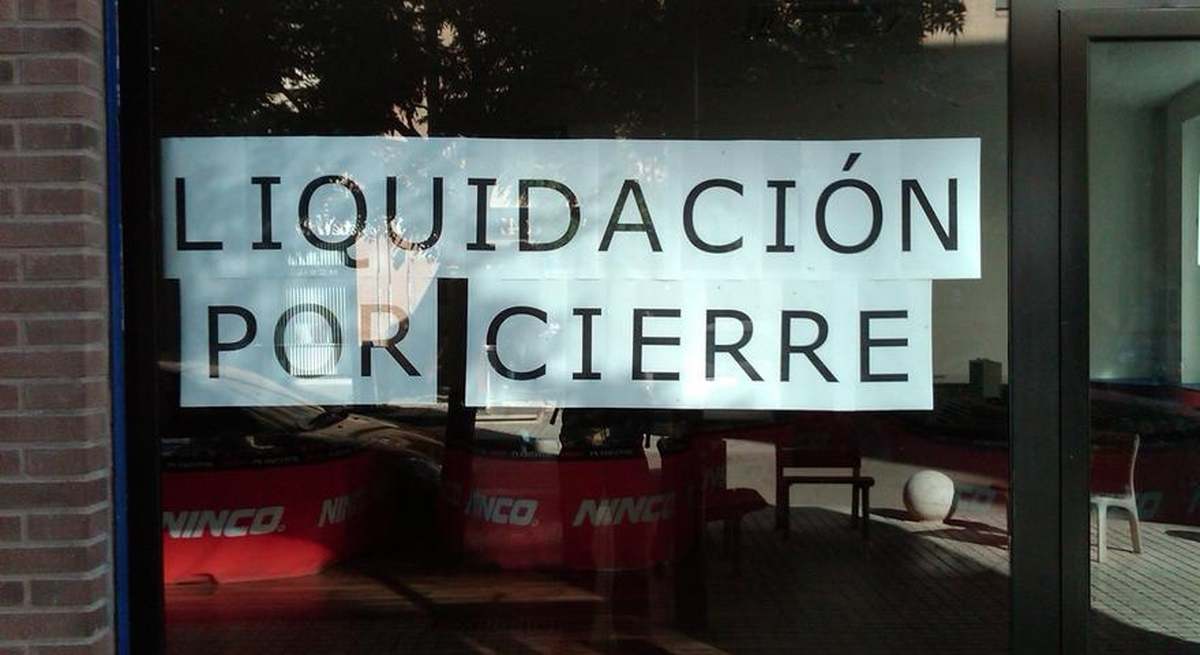 LIQUIDACIÓN
POR CIERRE
NINCO® NINCO NINCO® NINCO